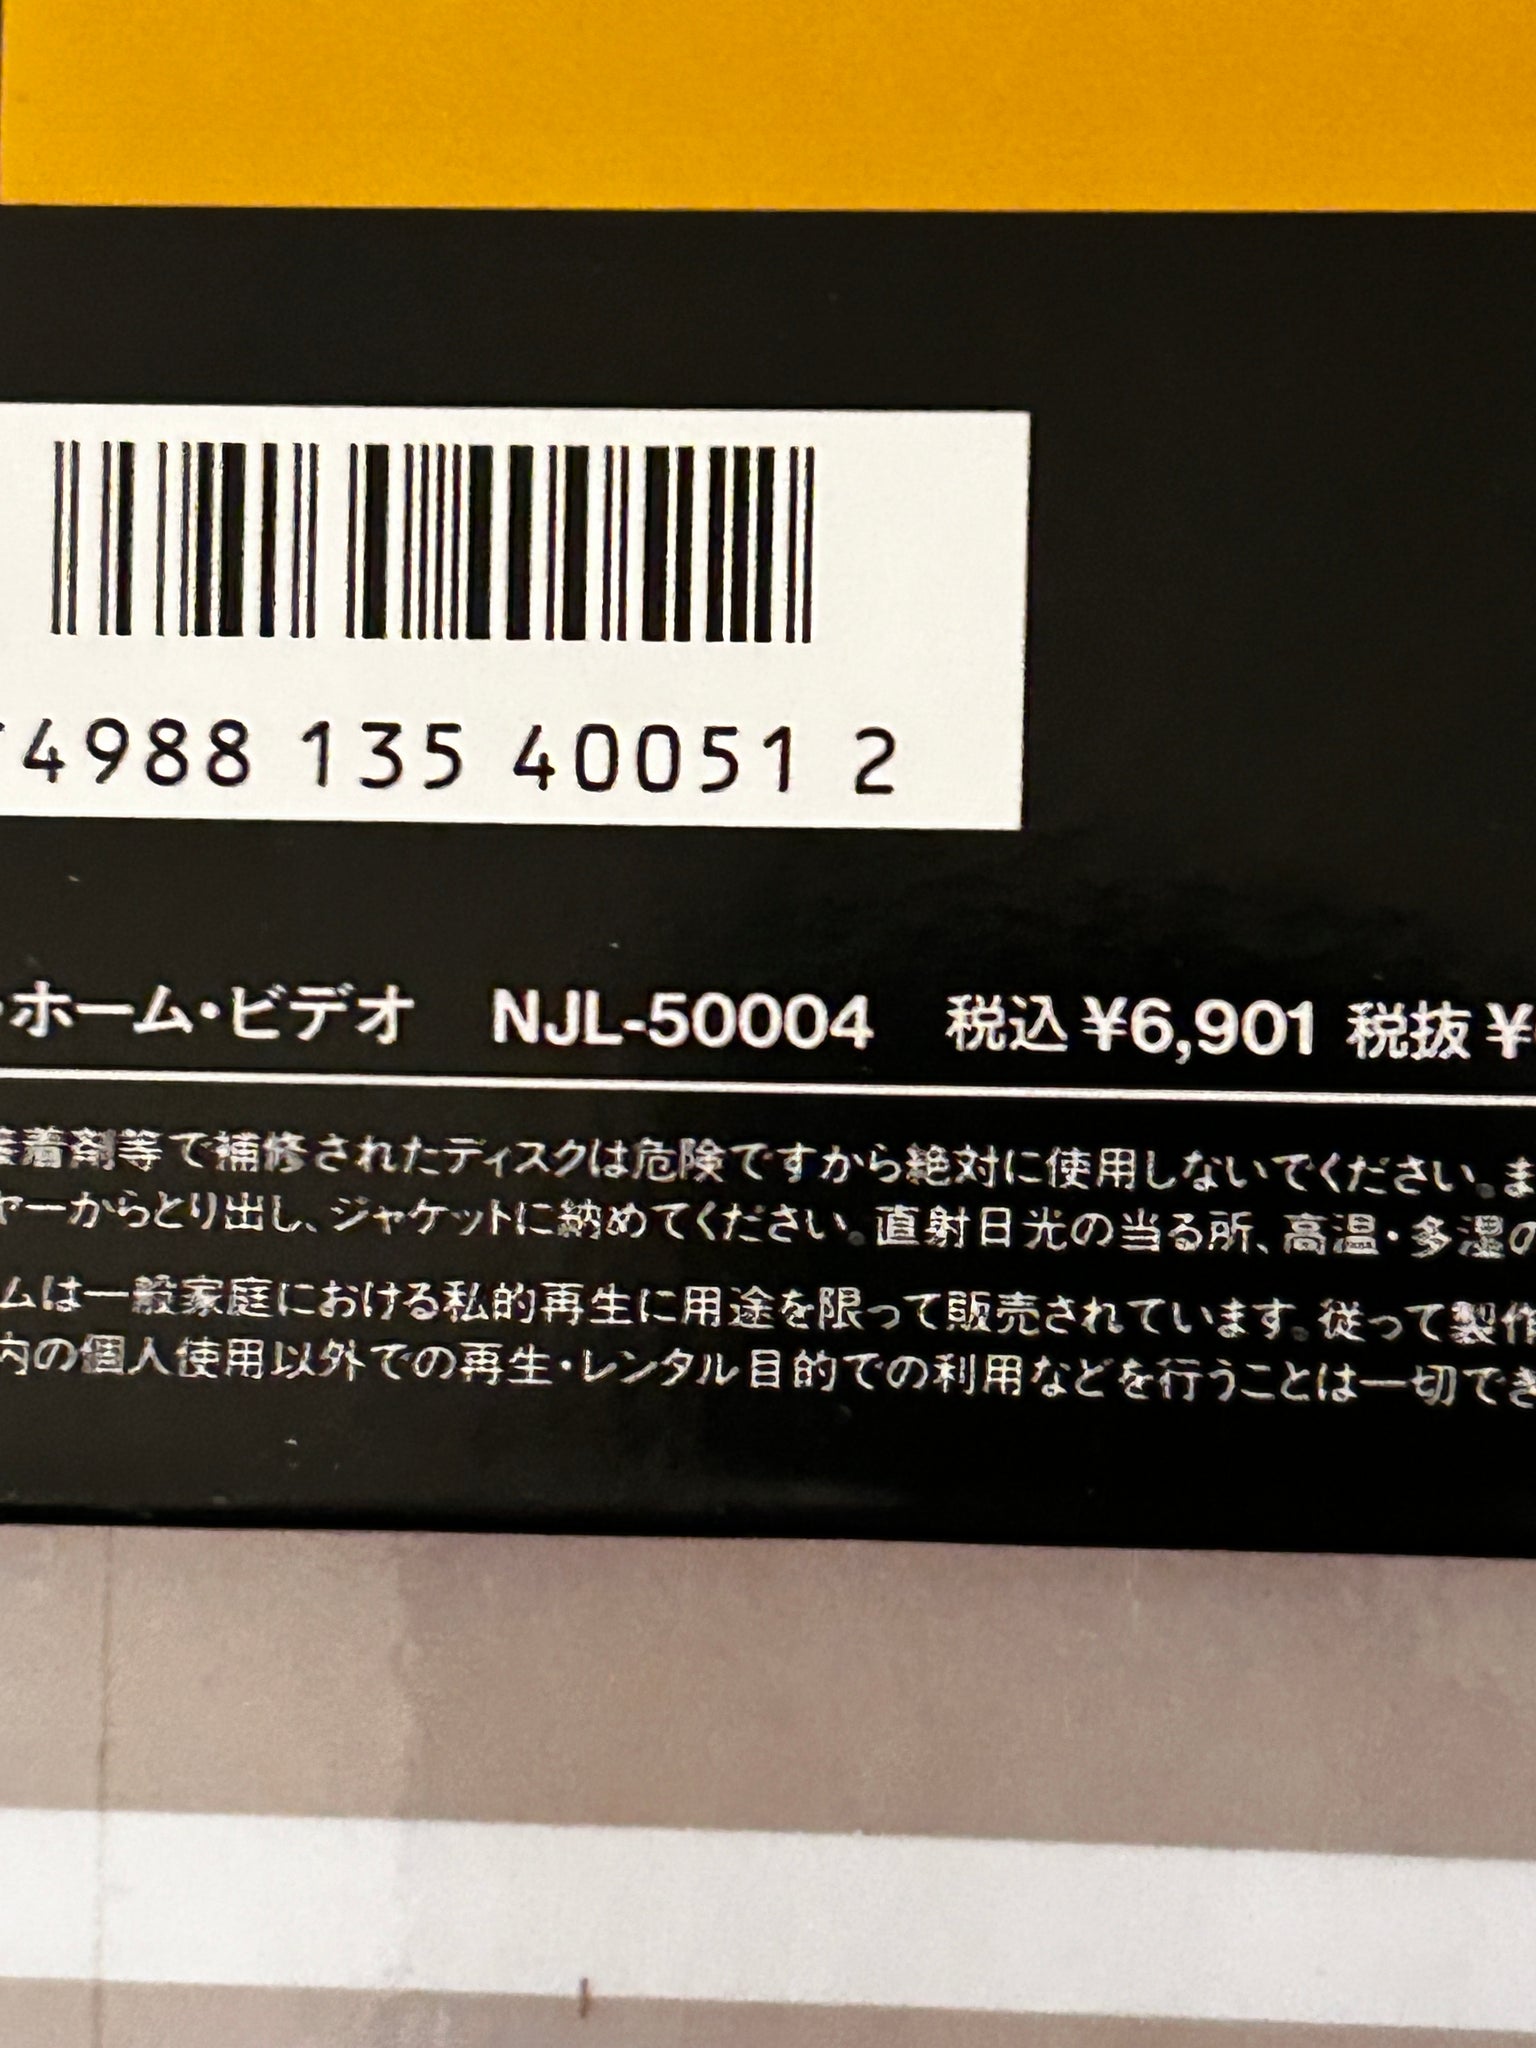 4988 135 40051 2
・ホーム・ビデオ NJL-50004 税込¥6,901 税抜¥
着剤等で補修されたディスクは危険ですから絶対に使用しないでください。ま
ヤーからとり出し、ジャケットに納めてください。直射日光の当る所、高温・多湿の
ムは一般家庭における私的再生に用途を限って販売されています。従って製作
内の個人使用以外での再生・レンタル目的での利用などを行うことは一切でき